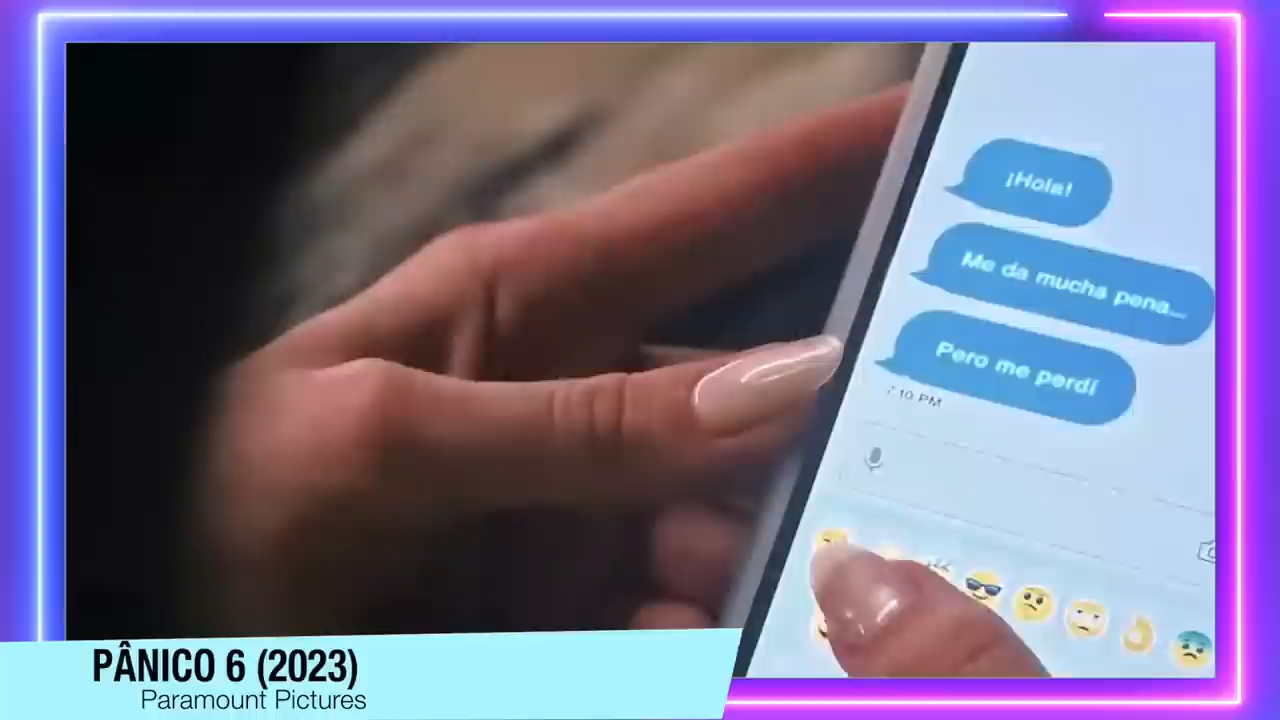 ¡Hola!
Me da mucha pena...
Pero me perdí
7:10 PM
PÂNICO 6 (2023)
Paramount Pictures